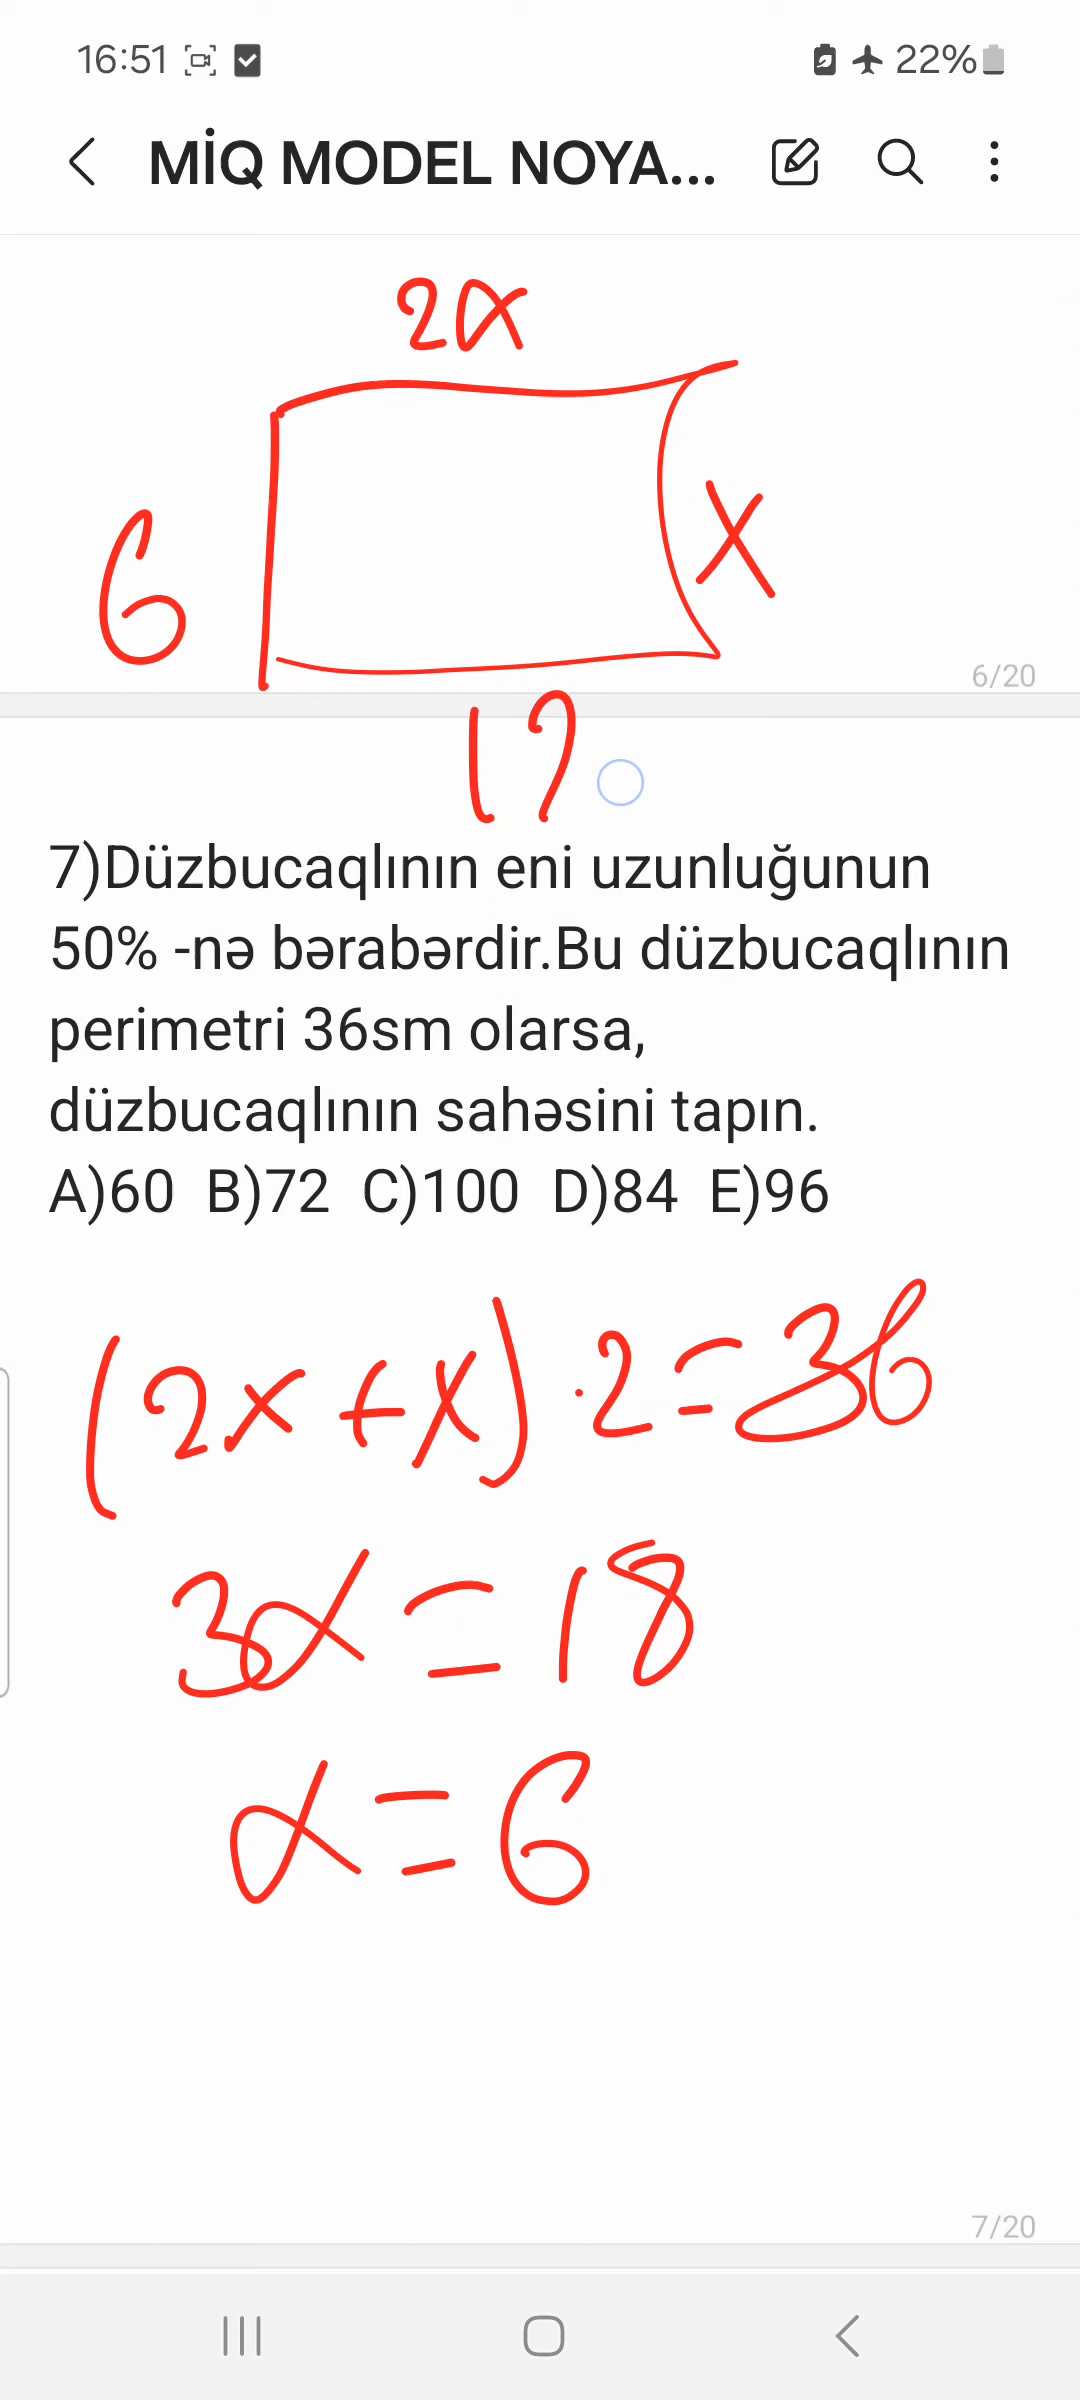 16:51 22%
MİQ MODEL NOYA...
2x
6 x
6/20
12
7)Düzbucaqlının eni uzunluğunun
50% -nə bərabərdir.Bu düzbucaqlının
perimetri 36sm olarsa,
düzbucaqlının sahəsini tapın.
A)60 B)72 C)100 D)84 E)96
(2x+x)·2=36
3x=18
x=6
7/20